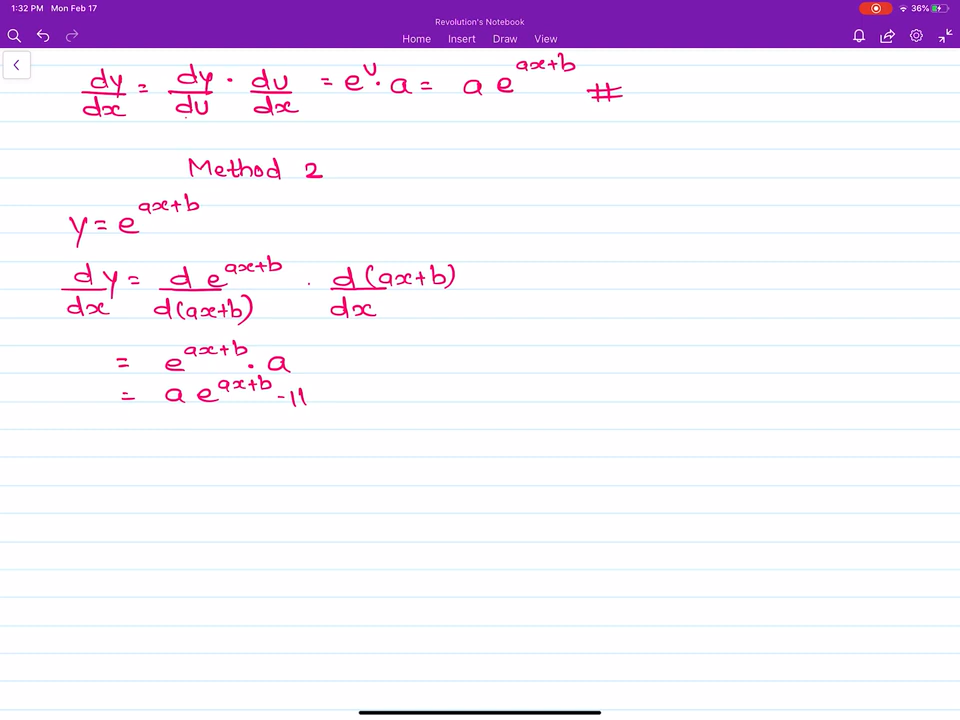 1:32 PM Mon Feb 17
36%
Revolution's Notebook
Home Insert Draw View
dy/dx = dy/du · du/dx = e^u · a = a e^(ax+b) #
Method 2
y = e^(ax+b)
d/dx y = d e^(ax+b)/d(ax+b) · d(ax+b)/dx
= e^(ax+b) · a
= a e^(ax+b) -11